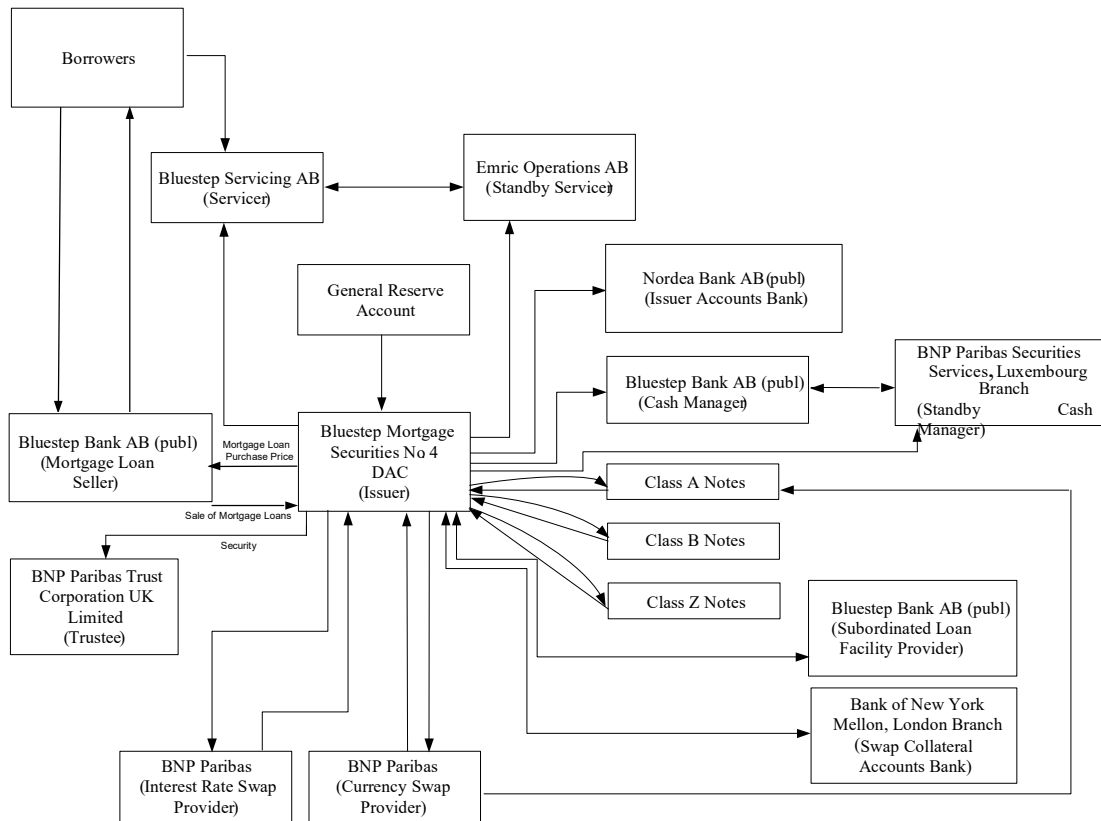 Borrowers
Bluestep Servicing AB
(Servicer)
Emric Operations AB
(Standby Servicer)
General Reserve
Account
Nordea Bank AB (publ)
(Issuer Accounts Bank)
Bluestep Bank AB (publ)
(Cash Manager)
BNP Paribas Securities
Services, Luxembourg
Branch
(Standby Cash
Manager)
Bluestep Bank AB (publ)
(Mortgage Loan
Seller)
Mortgage Loan
Purchase Price
Bluestep Mortgage
Securities No 4
DAC
(Issuer)
Sale of Mortgage Loans
Security
Class A Notes
Class B Notes
Class Z Notes
BNP Paribas Trust
Corporation UK
Limited
(Trustee)
Bluestep Bank AB (publ)
(Subordinated Loan
Facility Provider)
Bank of New York
Mellon, London Branch
(Swap Collateral
Accounts Bank)
BNP Paribas
(Interest Rate Swap
Provider)
BNP Paribas
(Currency Swap
Provider)